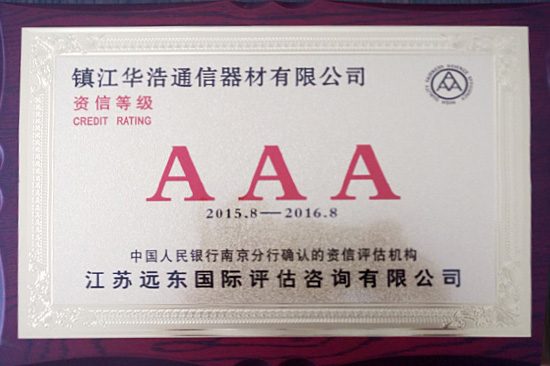 镇江华浩通信器材有限公司
资信等级
CREDIT RATING
AAA
2015.8—2016.8
中国人民银行南京分行确认的资信评估机构
江苏远东国际评估咨询有限公司